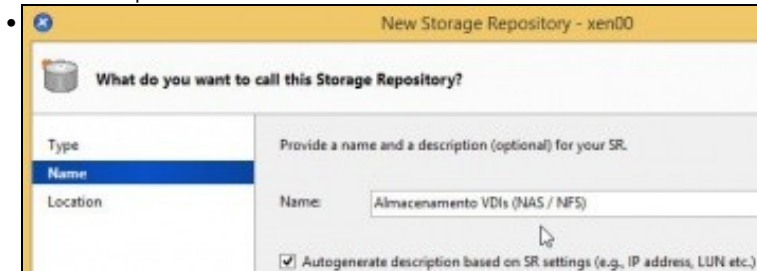 New Storage Repository - xen00
What do you want to call this Storage Repository?
Type
Provide a name and a description (optional) for your SR.
Name
Location
Name:
Almacenamento VDIs (NAS / NFS)
Autogenerate description based on SR settings (e.g., IP address, LUN etc.)